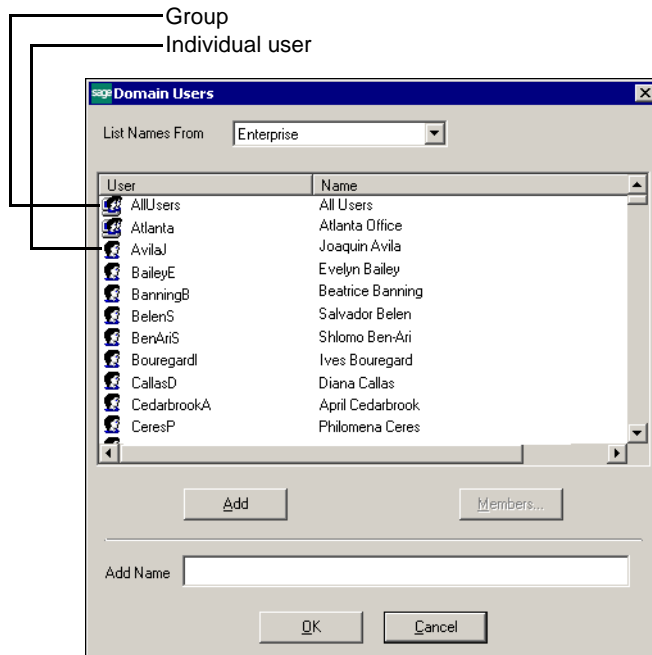 Group
Individual user
sage Domain Users
List Names From Enterprise
User Name
AllUsers All Users
Atlanta Atlanta Office
AvilaJ Joaquin Avila
BaileyE Evelyn Bailey
BanningB Beatrice Banning
BelenS Salvador Belen
BenAriS Shlomo Ben-Ari
BouregardI Ives Bouregard
CallasD Diana Callas
CedarbrookA April Cedarbrook
CeresP Philomena Ceres
Add Members...
Add Name
OK Cancel